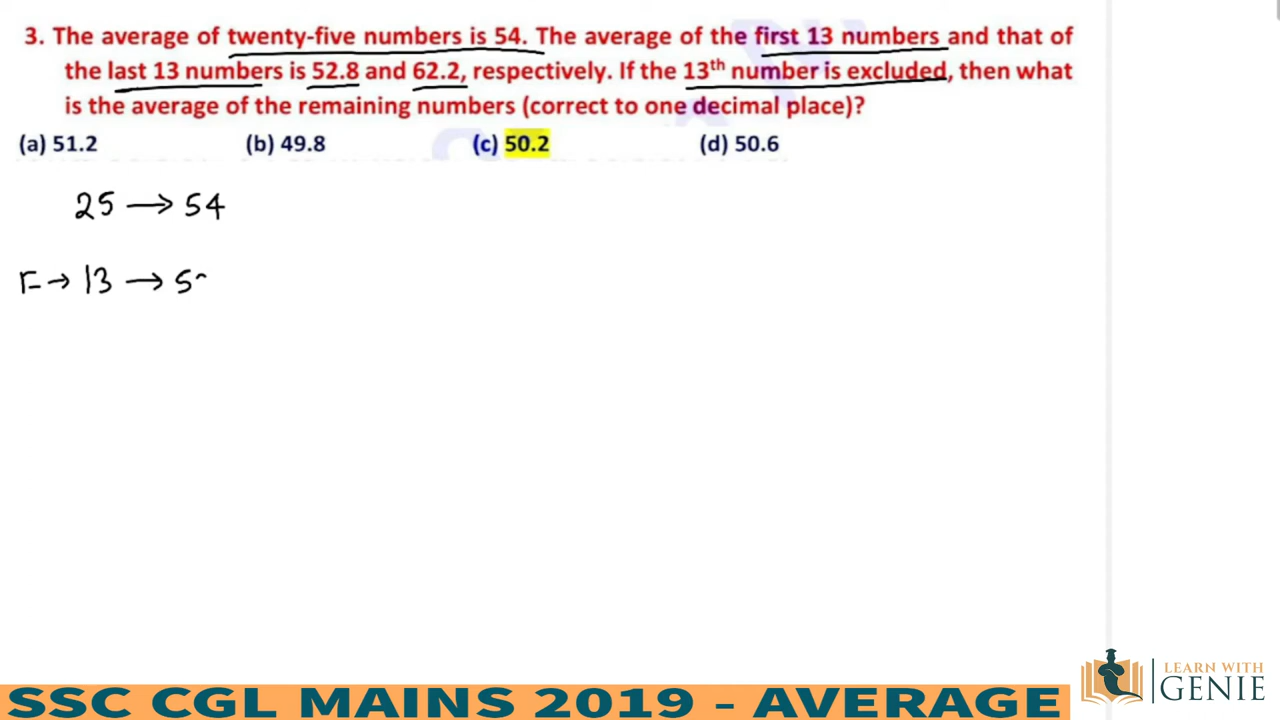 3. The average of twenty-five numbers is 54. The average of the first 13 numbers and that of
the last 13 numbers is 52.8 and 62.2, respectively. If the 13th number is excluded, then what
is the average of the remaining numbers (correct to one decimal place)?
(a) 51.2 (b) 49.8 (c) 50.2 (d) 50.6
25 → 54
F → 13 → 5
LEARN WITH
GENIE
SSC CGL MAINS 2019 - AVERAGE